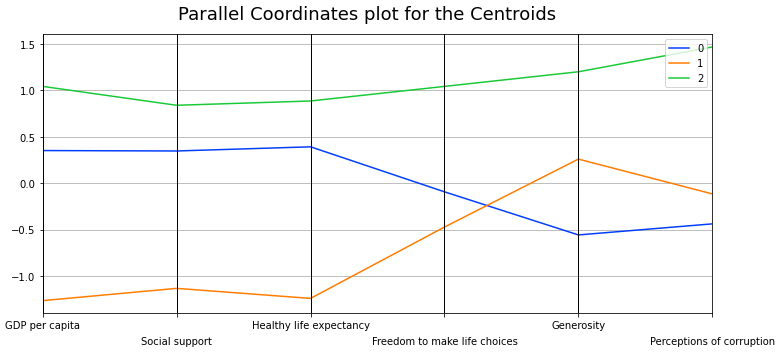 Parallel Coordinates plot for the Centroids
1.5
1.0
0.5
0.0
−0.5
−1.0
0
1
2
GDP per capita
Social support
Healthy life expectancy
Freedom to make life choices
Generosity
Perceptions of corruption